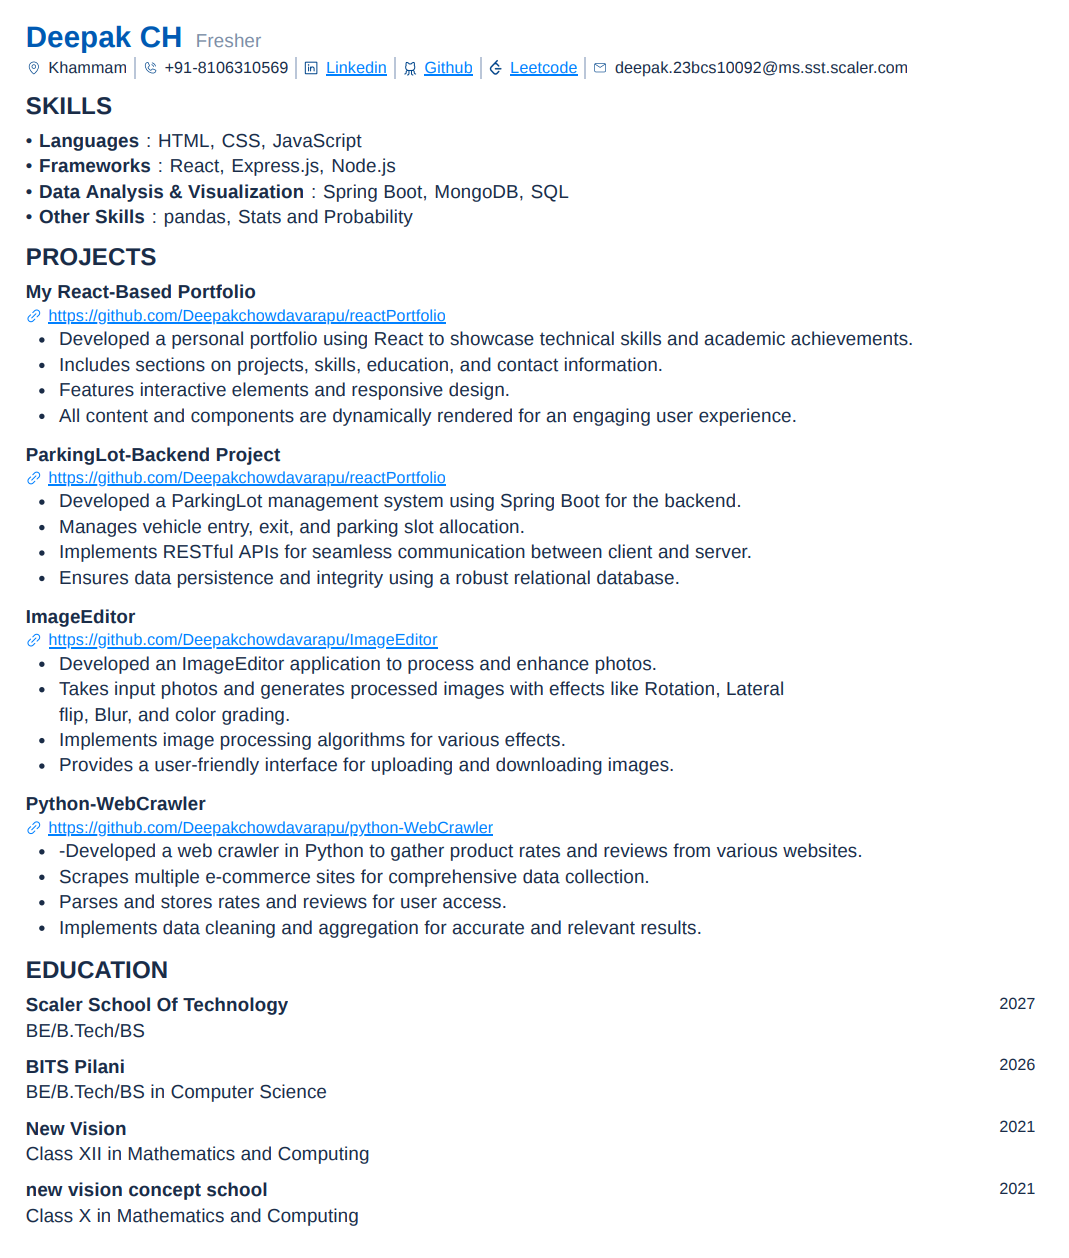 Deepak CH Fresher
Khammam +91-8106310569 Linkedin Github Leetcode deepak.23bcs10092@ms.sst.scaler.com
SKILLS
• Languages : HTML, CSS, JavaScript
• Frameworks : React, Express.js, Node.js
• Data Analysis & Visualization : Spring Boot, MongoDB, SQL
• Other Skills : pandas, Stats and Probability
PROJECTS
My React-Based Portfolio
https://github.com/Deepakchowdavarapu/reactPortfolio
• Developed a personal portfolio using React to showcase technical skills and academic achievements.
• Includes sections on projects, skills, education, and contact information.
• Features interactive elements and responsive design.
• All content and components are dynamically rendered for an engaging user experience.
ParkingLot-Backend Project
https://github.com/Deepakchowdavarapu/reactPortfolio
• Developed a ParkingLot management system using Spring Boot for the backend.
• Manages vehicle entry, exit, and parking slot allocation.
• Implements RESTful APIs for seamless communication between client and server.
• Ensures data persistence and integrity using a robust relational database.
ImageEditor
https://github.com/Deepakchowdavarapu/ImageEditor
• Developed an ImageEditor application to process and enhance photos.
• Takes input photos and generates processed images with effects like Rotation, Lateral
flip, Blur, and color grading.
• Implements image processing algorithms for various effects.
• Provides a user-friendly interface for uploading and downloading images.
Python-WebCrawler
https://github.com/Deepakchowdavarapu/python-WebCrawler
• -Developed a web crawler in Python to gather product rates and reviews from various websites.
• Scrapes multiple e-commerce sites for comprehensive data collection.
• Parses and stores rates and reviews for user access.
• Implements data cleaning and aggregation for accurate and relevant results.
EDUCATION
Scaler School Of Technology 2027
BE/B.Tech/BS
BITS Pilani 2026
BE/B.Tech/BS in Computer Science
New Vision 2021
Class XII in Mathematics and Computing
new vision concept school 2021
Class X in Mathematics and Computing